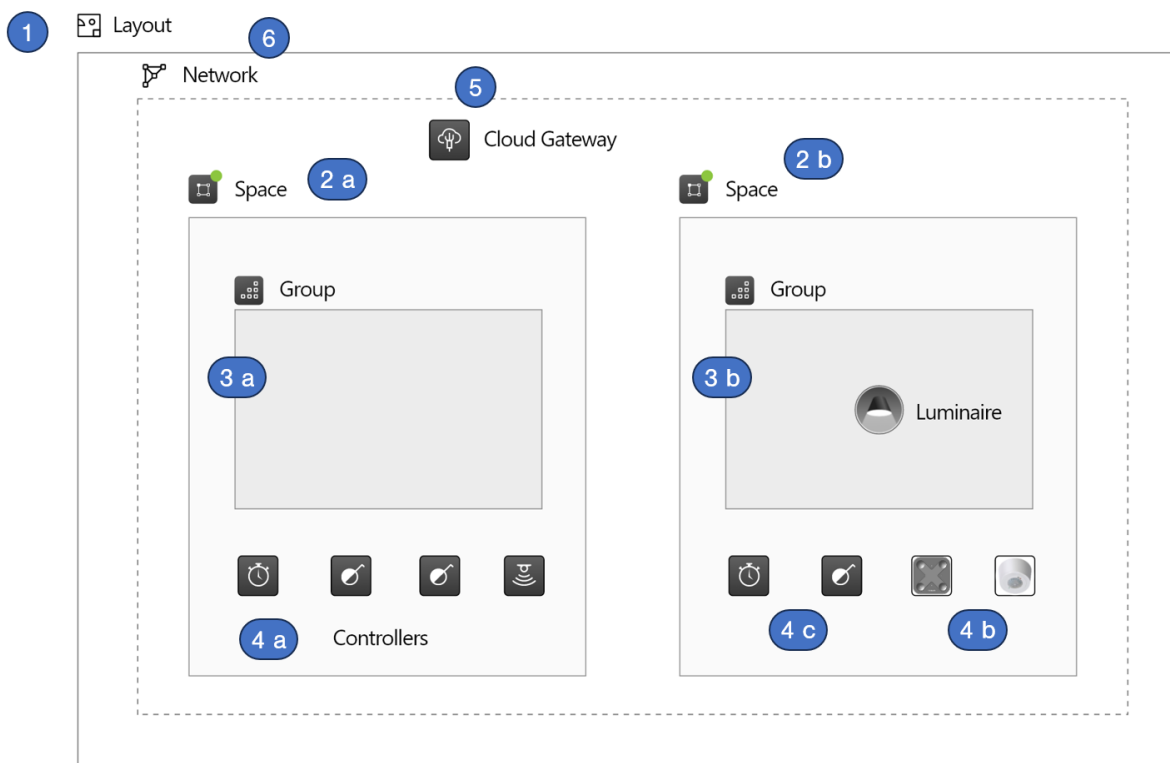 1
Layout
6
Network
5
Cloud Gateway
2 a
Space
2 b
Space
Group
Group
3 a
3 b
Luminaire
4 a
Controllers
4 c
4 b